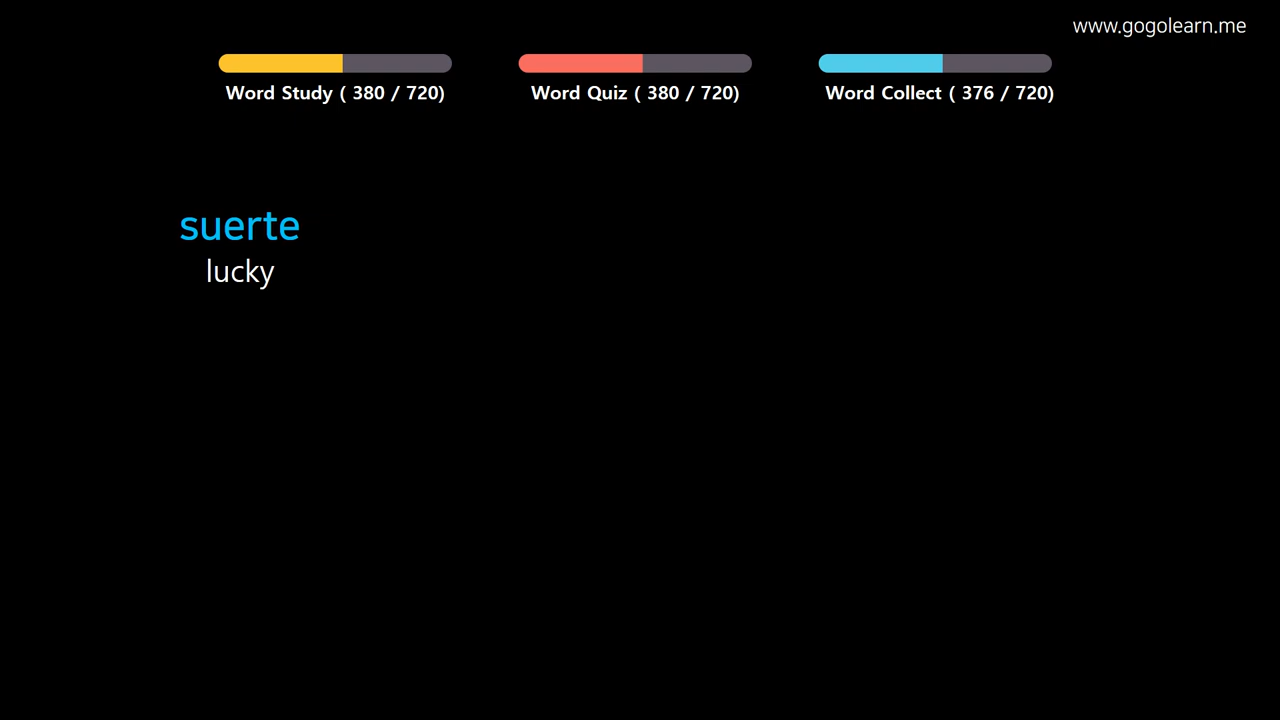 www.gogolearn.me
Word Study ( 380 / 720)
Word Quiz ( 380 / 720)
Word Collect ( 376 / 720)
suerte
lucky